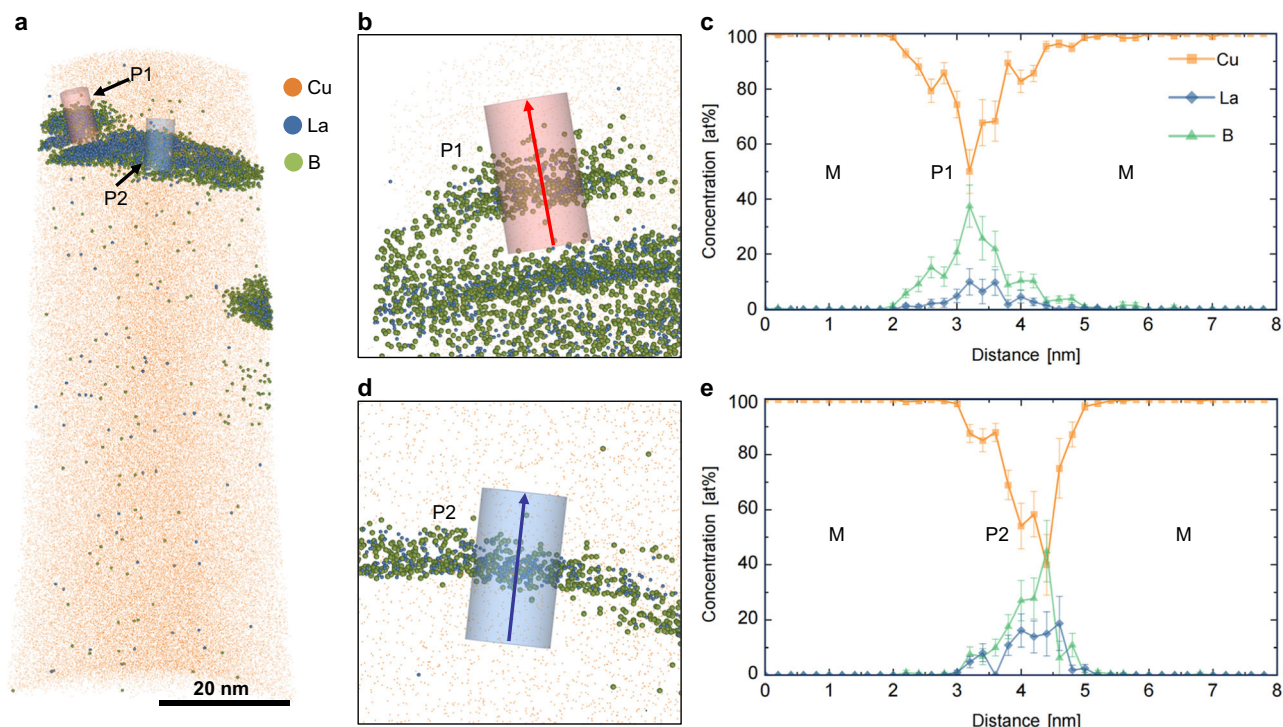 a
P1
P2
Cu
La
B
20 nm
b
P1
c
100
80
60
40
20
0
Concentration [at%]
Cu
La
B
M P1 M
0 1 2 3 4 5 6 7 8
Distance [nm]
d
P2
e
100
80
60
40
20
0
Concentration [at%]
M P2 M
0 1 2 3 4 5 6 7 8
Distance [nm]